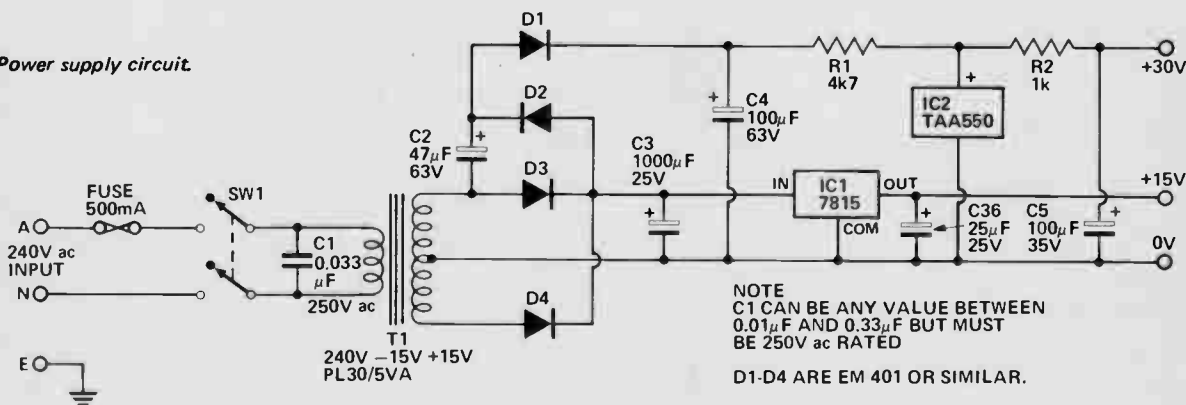 Power supply circuit.
D1
D2
D3
D4
C2
47μF
63V
FUSE
500mA
SW1
A
240V ac
INPUT
N
E
C1
0.033
μF
250V ac
T1
240V –15V +15V
PL30/5VA
C3
1000μF
25V
C4
100μF
63V
R1
4k7
R2
1k
+30V
+
IC2
TAA550
IN
IC1
7815
OUT
COM
+15V
+
C36
25μF
25V
C5
100μF
35V
+
0V
+
+
+
NOTE
C1 CAN BE ANY VALUE BETWEEN
0.01μF AND 0.33μF BUT MUST
BE 250V ac RATED
D1-D4 ARE EM 401 OR SIMILAR.